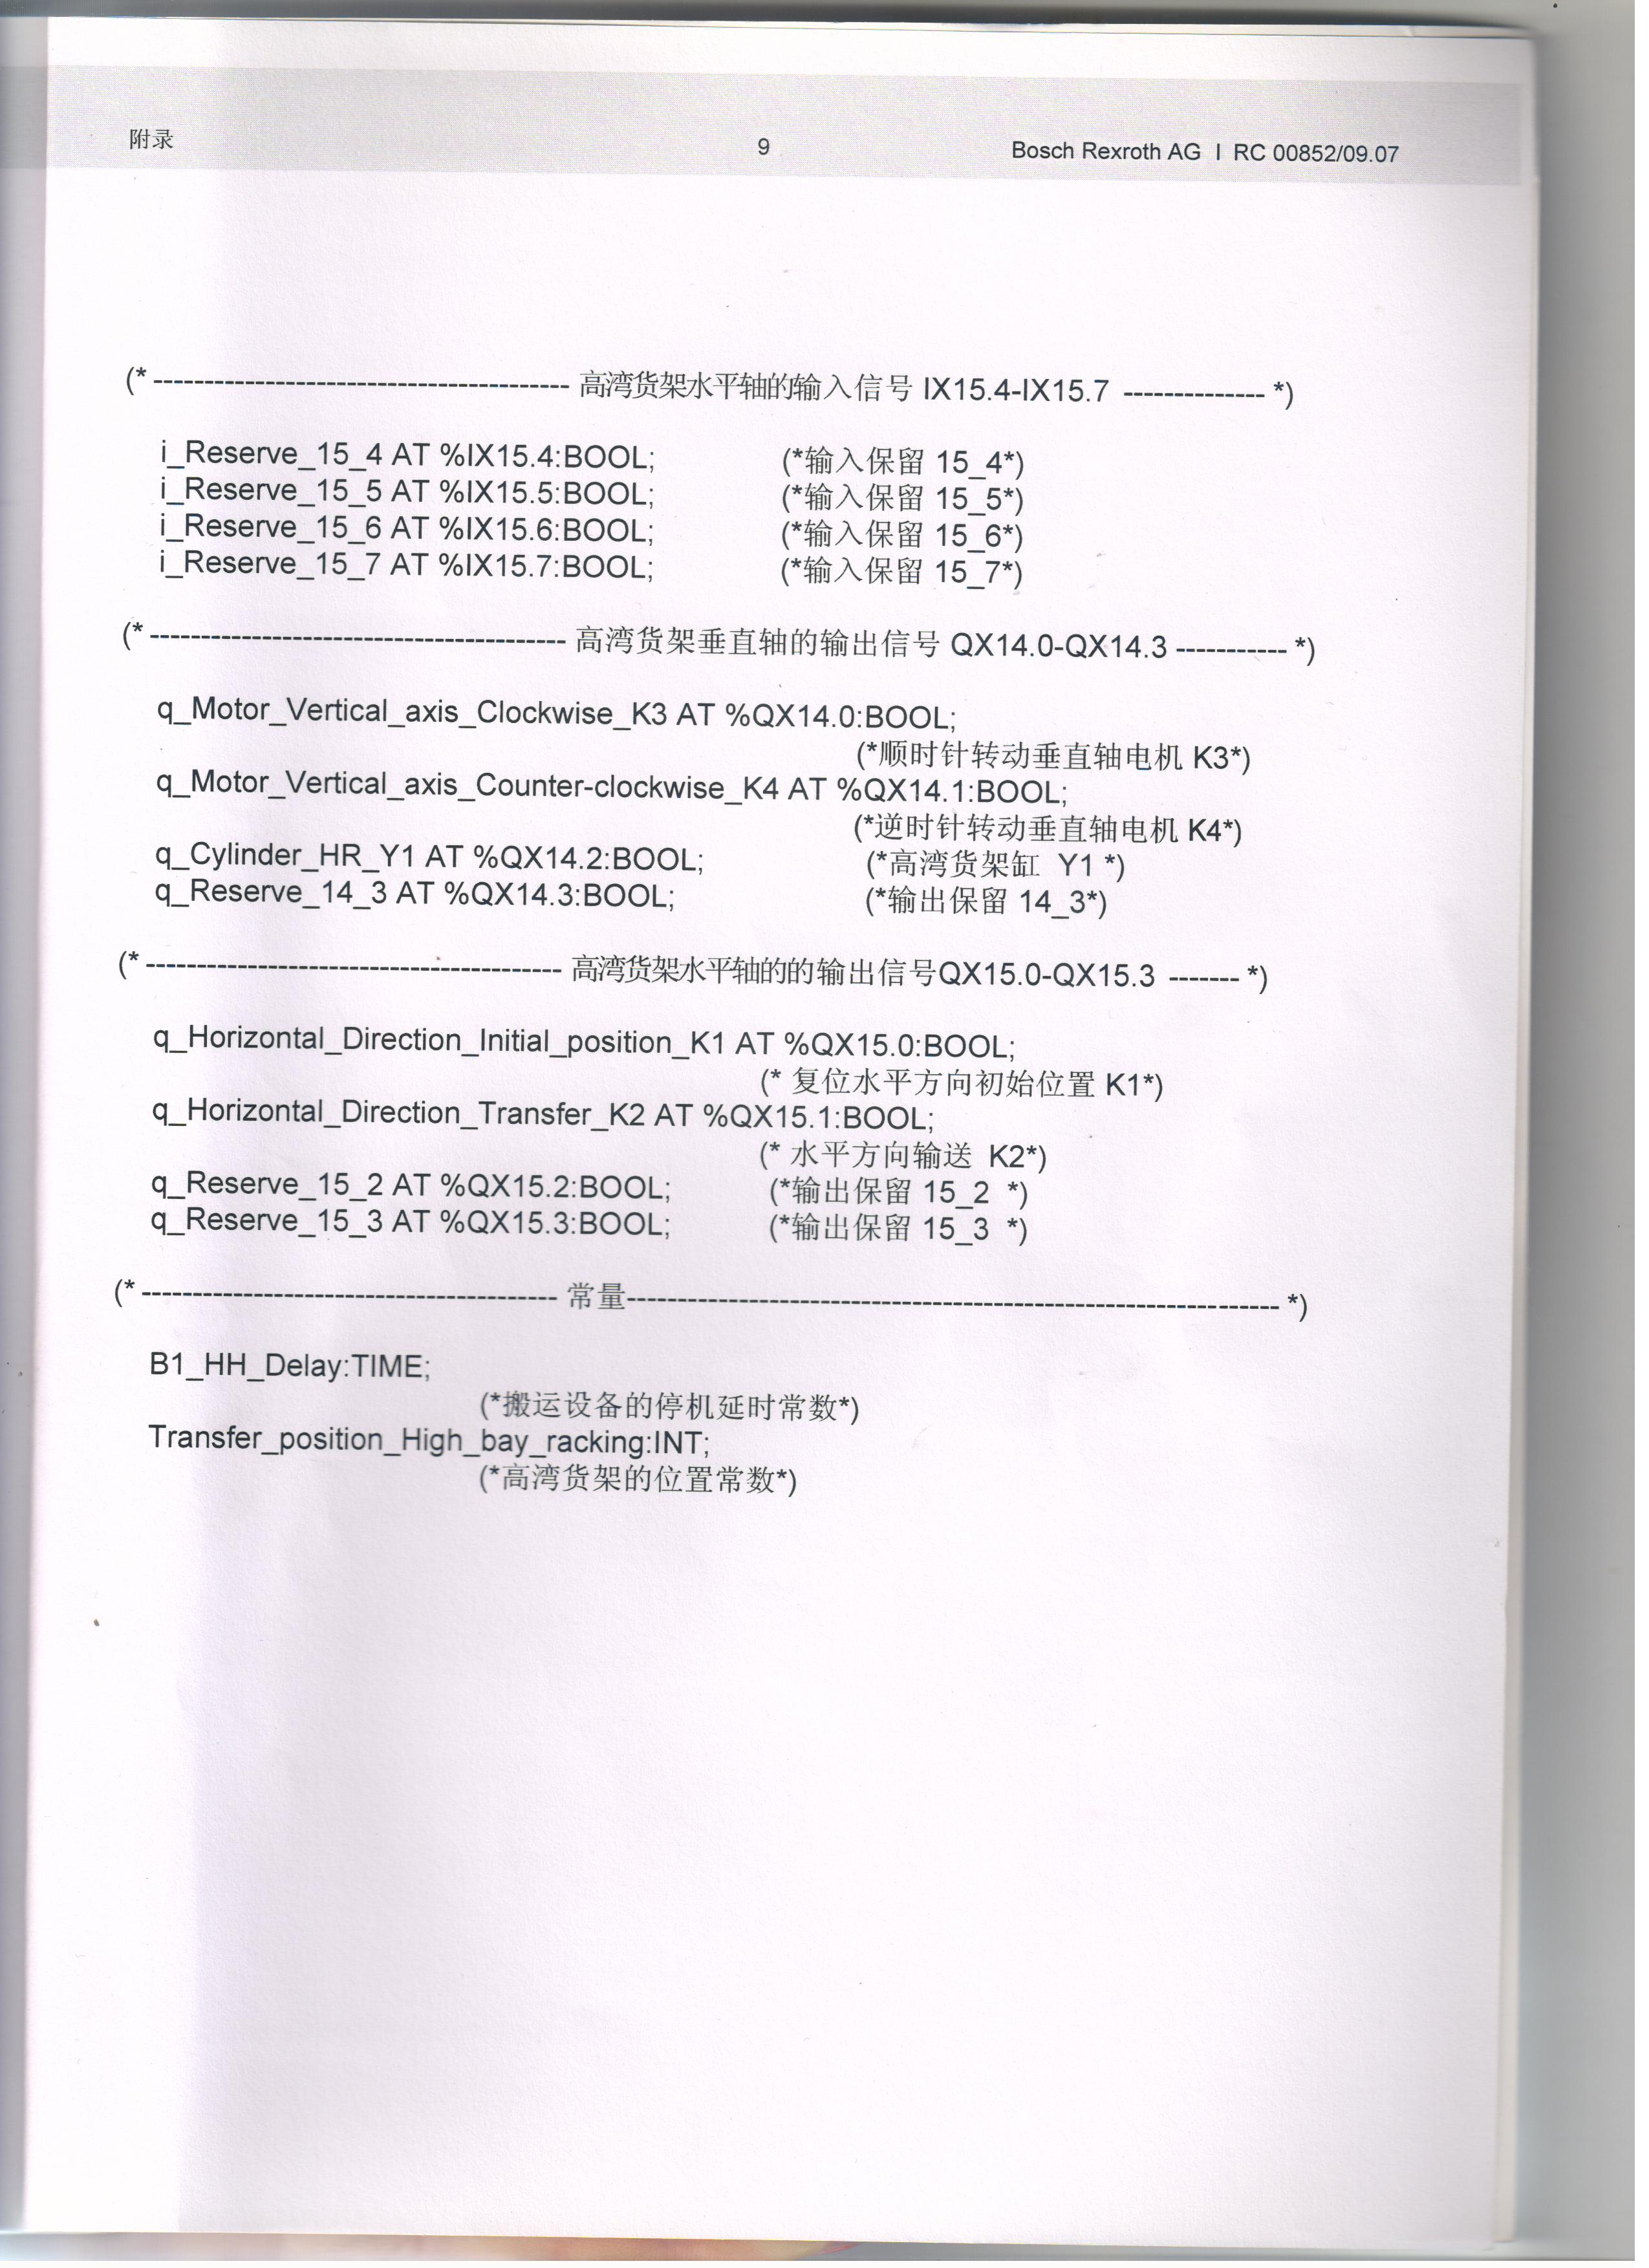 附录 9 Bosch Rexroth AG I RC 00852/09.07
(* ----------------------------------------- 高湾货架水平轴的输入信号 IX15.4-IX15.7 -------------- *)
i_Reserve_15_4 AT %IX15.4:BOOL; (*输入保留 15_4*)
i_Reserve_15_5 AT %IX15.5:BOOL; (*输入保留 15_5*)
i_Reserve_15_6 AT %IX15.6:BOOL; (*输入保留 15_6*)
i_Reserve_15_7 AT %IX15.7:BOOL; (*输入保留 15_7*)
(* ----------------------------------------- 高湾货架垂直轴的输出信号 QX14.0-QX14.3 ----------- *)
q_Motor_Vertical_axis_Clockwise_K3 AT %QX14.0:BOOL;
(*顺时针转动垂直轴电机 K3*)
q_Motor_Vertical_axis_Counter-clockwise_K4 AT %QX14.1:BOOL;
(*逆时针转动垂直轴电机 K4*)
q_Cylinder_HR_Y1 AT %QX14.2:BOOL; (*高湾货架缸 Y1 *)
q_Reserve_14_3 AT %QX14.3:BOOL; (*输出保留 14_3*)
(* ----------------------------------------- 高湾货架水平轴的的输出信号QX15.0-QX15.3 ------- *)
q_Horizontal_Direction_Initial_position_K1 AT %QX15.0:BOOL;
(* 复位水平方向初始位置 K1*)
q_Horizontal_Direction_Transfer_K2 AT %QX15.1:BOOL;
(* 水平方向输送 K2*)
q_Reserve_15_2 AT %QX15.2:BOOL; (*输出保留 15_2 *)
q_Reserve_15_3 AT %QX15.3:BOOL; (*输出保留 15_3 *)
(* ----------------------------------------- 常量---------------------------------------------------------------- *)
B1_HH_Delay:TIME;
(*搬运设备的停机延时常数*)
Transfer_position_High_bay_racking:INT;
(*高湾货架的位置常数*)